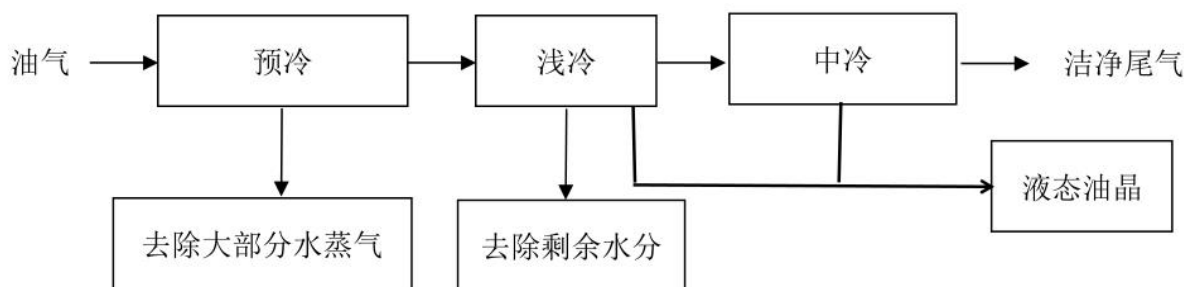 油气
预冷
浅冷
中冷
洁净尾气
液态油晶
去除大部分水蒸气
去除剩余水分